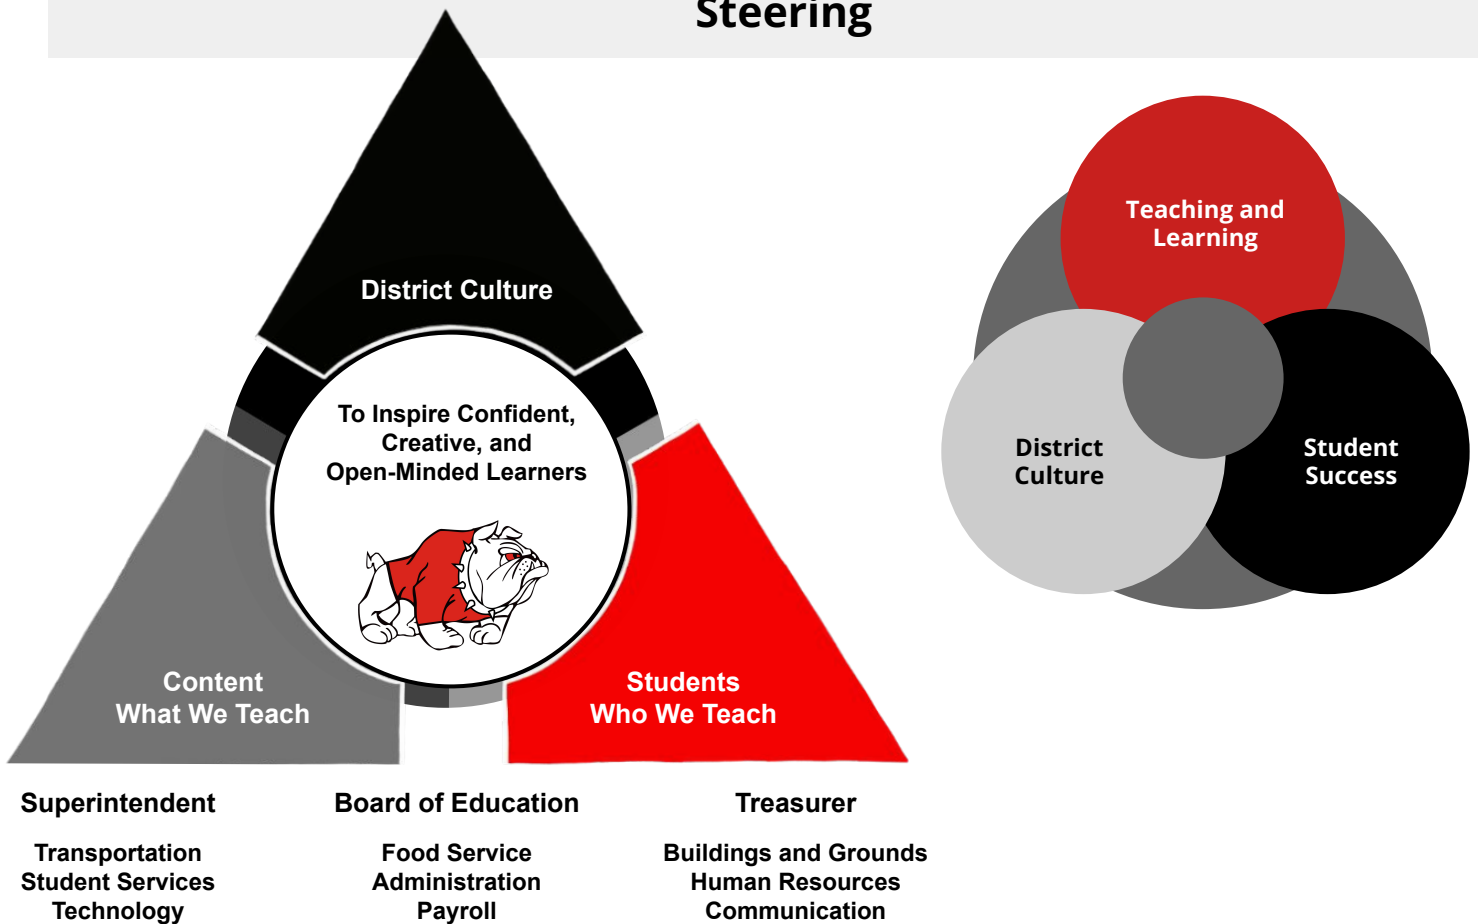 Steering
District Culture
To Inspire Confident,
Creative, and
Open-Minded Learners
Content
What We Teach
Students
Who We Teach
Teaching and
Learning
District
Culture
Student
Success
Superintendent
Transportation
Student Services
Technology
Board of Education
Food Service
Administration
Payroll
Treasurer
Buildings and Grounds
Human Resources
Communication